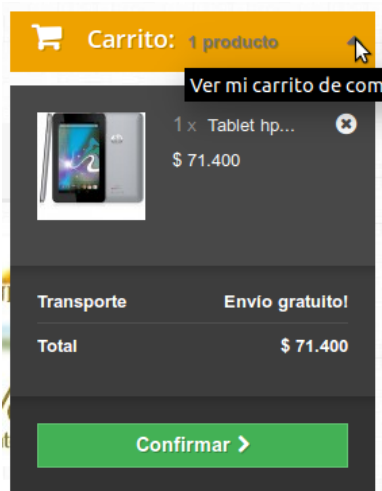 Carrito: 1 producto
Ver mi carrito de com
1 x Tablet hp...
$ 71.400
Transporte Envío gratuito!
Total $ 71.400
Confirmar